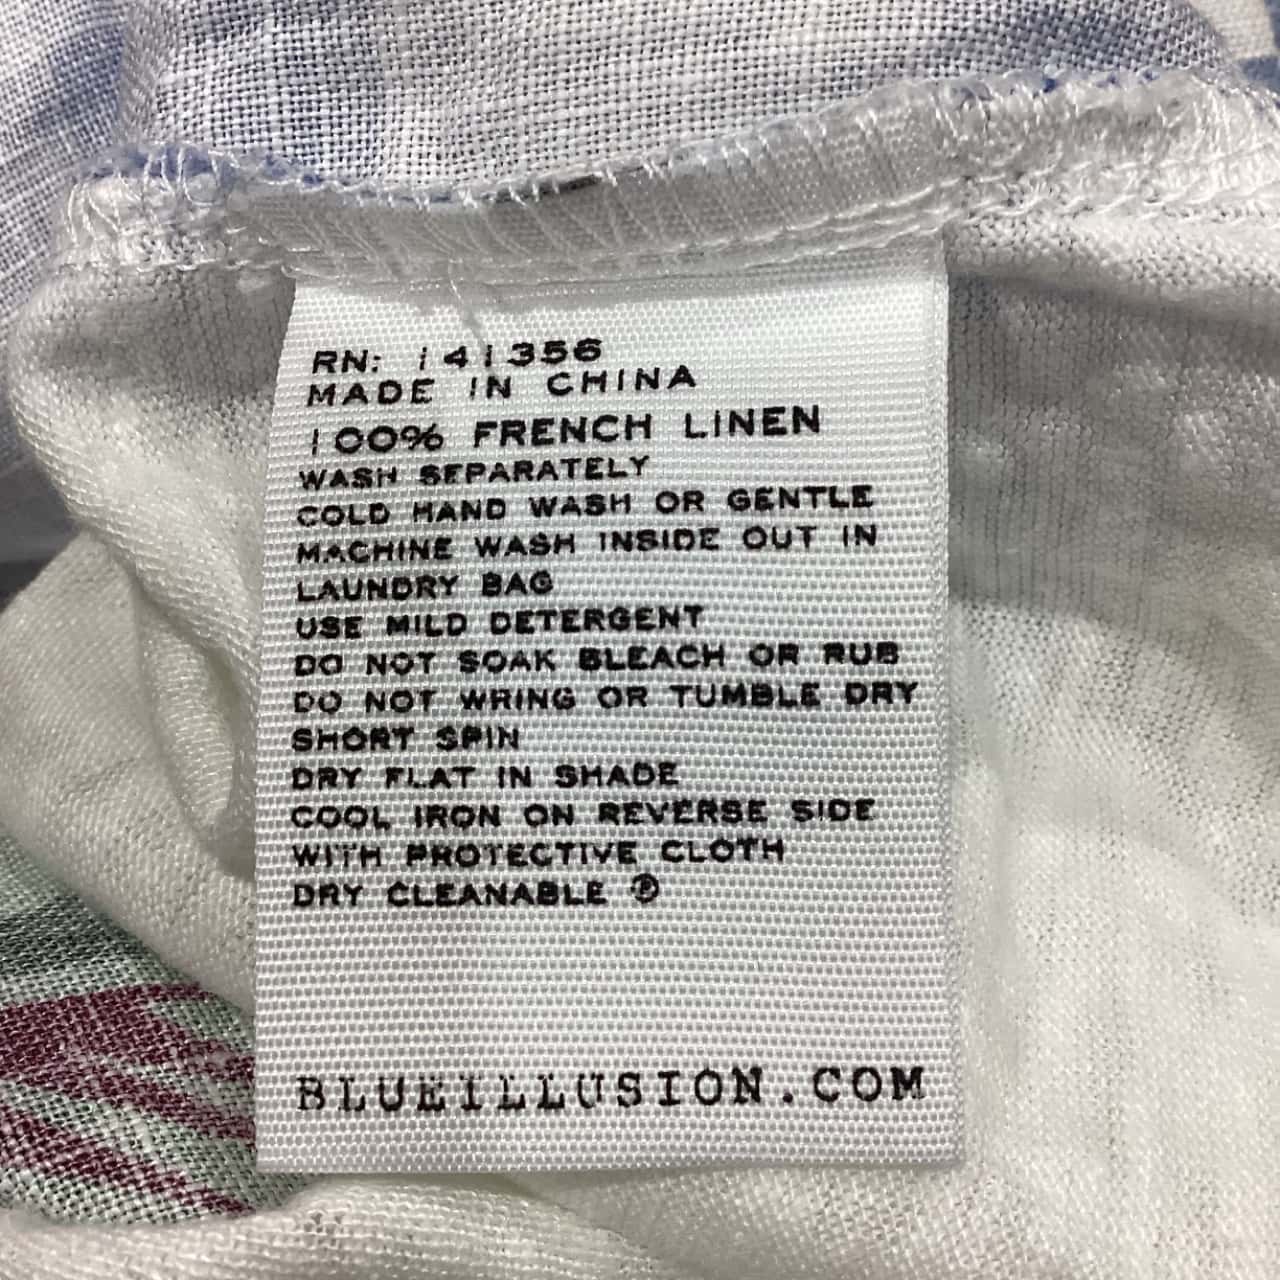 RN: 141356
MADE IN CHINA
100% FRENCH LINEN
WASH SEPARATELY
COLD HAND WASH OR GENTLE
MACHINE WASH INSIDE OUT IN
LAUNDRY BAG
USE MILD DETERGENT
DO NOT SOAK BLEACH OR RUB
DO NOT WRING OR TUMBLE DRY
SHORT SPIN
DRY FLAT IN SHADE
COOL IRON ON REVERSE SIDE
WITH PROTECTIVE CLOTH
DRY CLEANABLE Ⓟ
BLUEILLUSION.COM